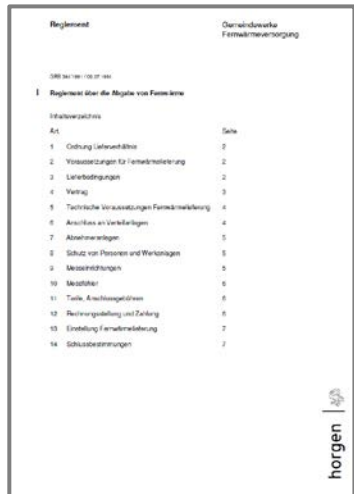 Reglement
Gemeindewerke
Fernwärmeversorgung
I Reglement über die Abgabe von Fernwärme
Inhaltsverzeichnis
Art. Seite
1 Ordnung Lieferverhältnis 2
2 Voraussetzungen für Fernwärmelieferung 2
3 Lieferbedingungen 2
4 Vertrag 3
5 Technische Voraussetzungen Fernwärmelieferung 4
6 Anschluss an Verteilanlagen 4
7 Abnehmeranlagen 5
8 Schutz von Personen und Werkanlagen 5
9 Messeinrichtungen 5
10 Messfehler 6
11 Tarife, Anschlussgebühren 6
12 Rechnungsstellung und Zahlung 6
13 Einstellung Fernwärmelieferung 7
14 Schlussbestimmungen 7
horgen